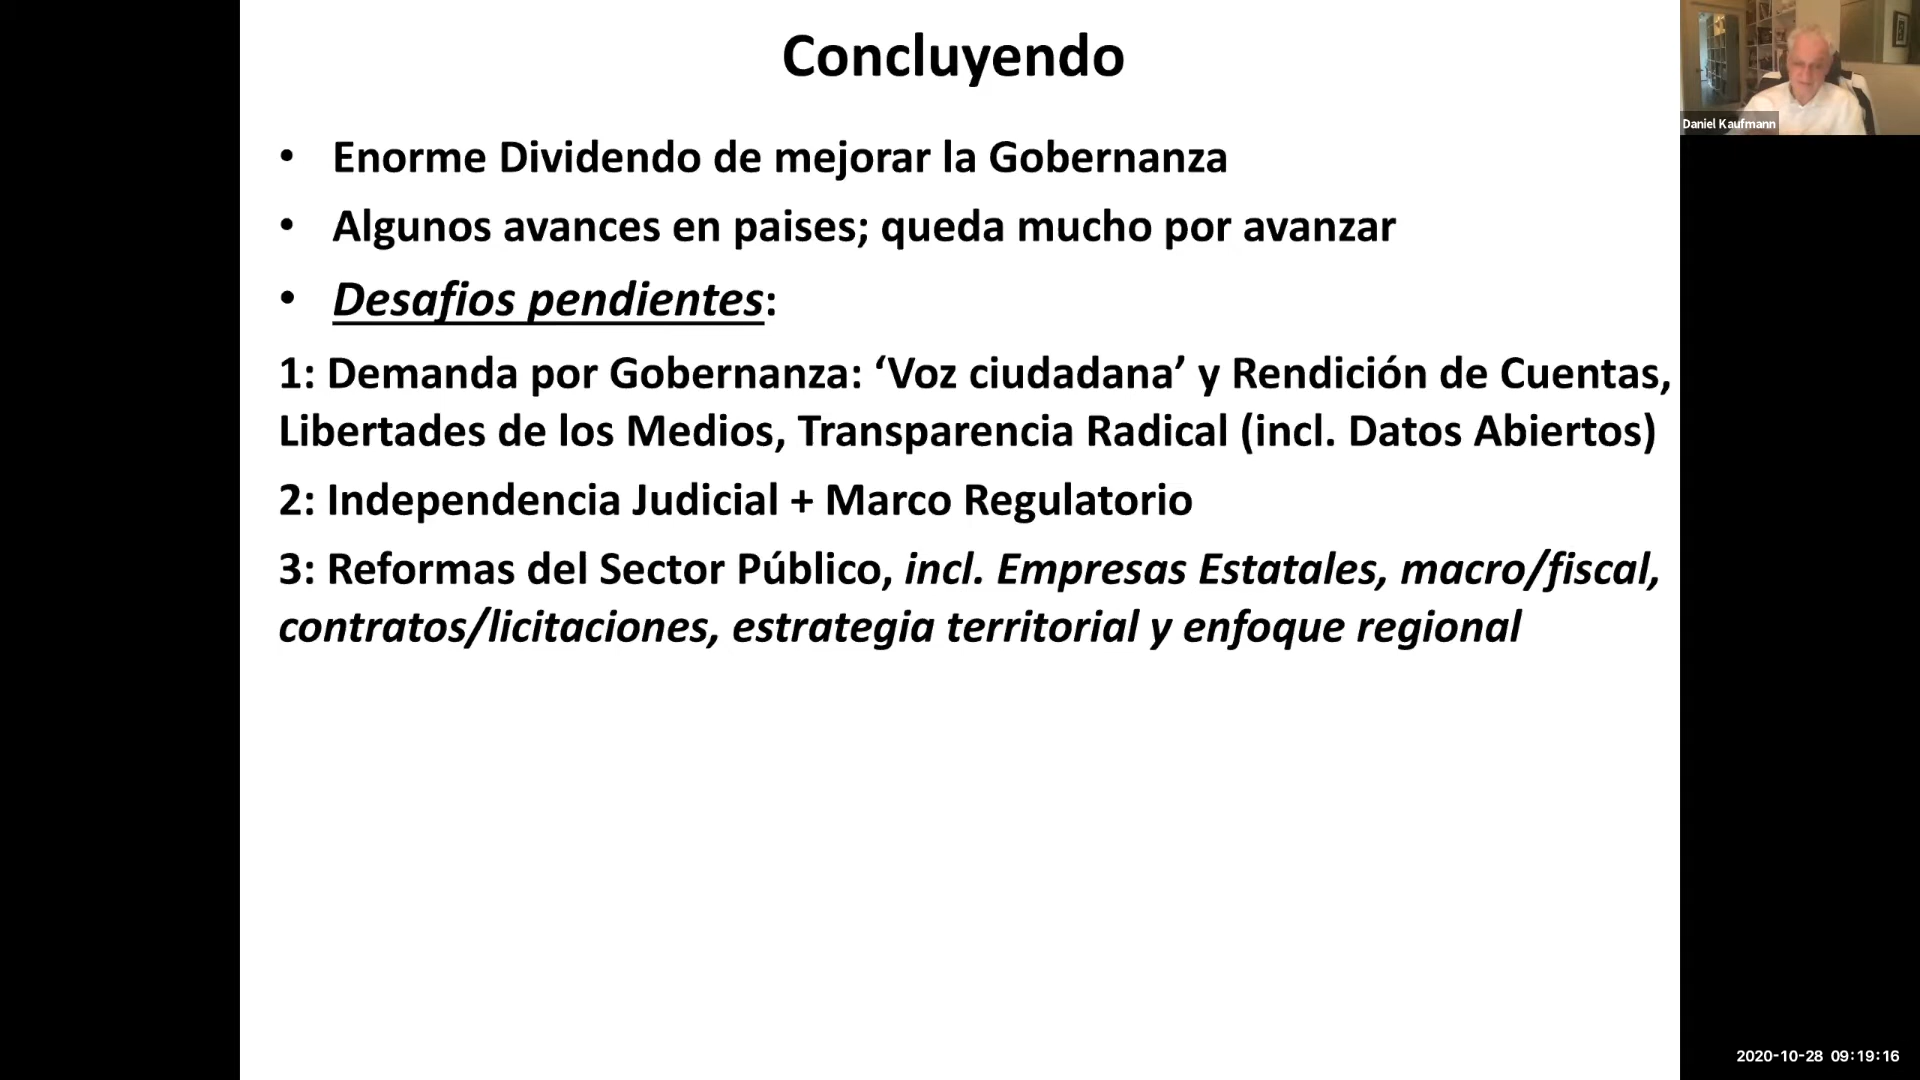 Concluyendo
Daniel Kaufmann
• Enorme Dividendo de mejorar la Gobernanza
• Algunos avances en paises; queda mucho por avanzar
• Desafios pendientes:
1: Demanda por Gobernanza: ‘Voz ciudadana’ y Rendición de Cuentas,
Libertades de los Medios, Transparencia Radical (incl. Datos Abiertos)
2: Independencia Judicial + Marco Regulatorio
3: Reformas del Sector Público, incl. Empresas Estatales, macro/fiscal,
contratos/licitaciones, estrategia territorial y enfoque regional
2020-10-28 09:19:16